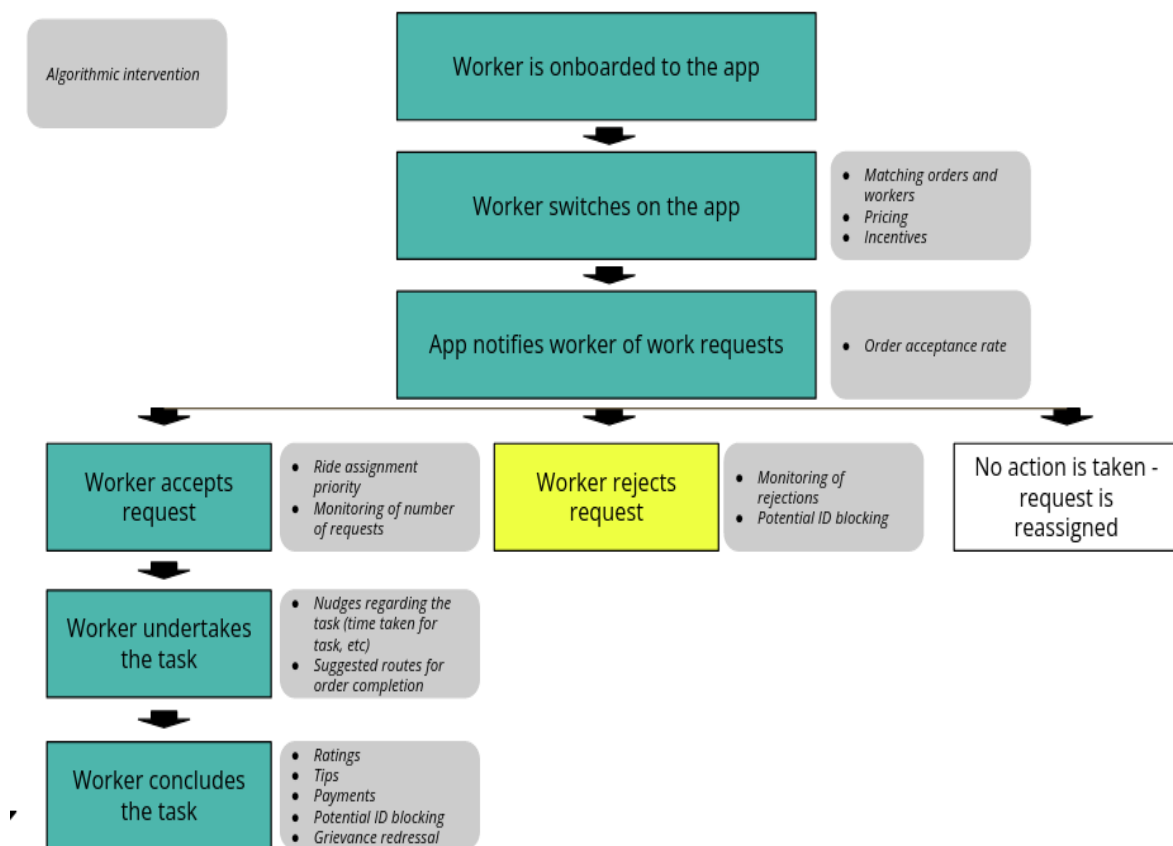 Algorithmic intervention
Worker is onboarded to the app
Worker switches on the app
● Matching orders and
workers
● Pricing
● Incentives
App notifies worker of work requests
● Order acceptance rate
Worker accepts
request
● Ride assignment
priority
● Monitoring of number
of requests
Worker rejects
request
● Monitoring of
rejections
● Potential ID blocking
No action is taken -
request is
reassigned
Worker undertakes
the task
● Nudges regarding the
task (time taken for
task, etc)
● Suggested routes for
order completion
Worker concludes
the task
● Ratings
● Tips
● Payments
● Potential ID blocking
● Grievance redressal